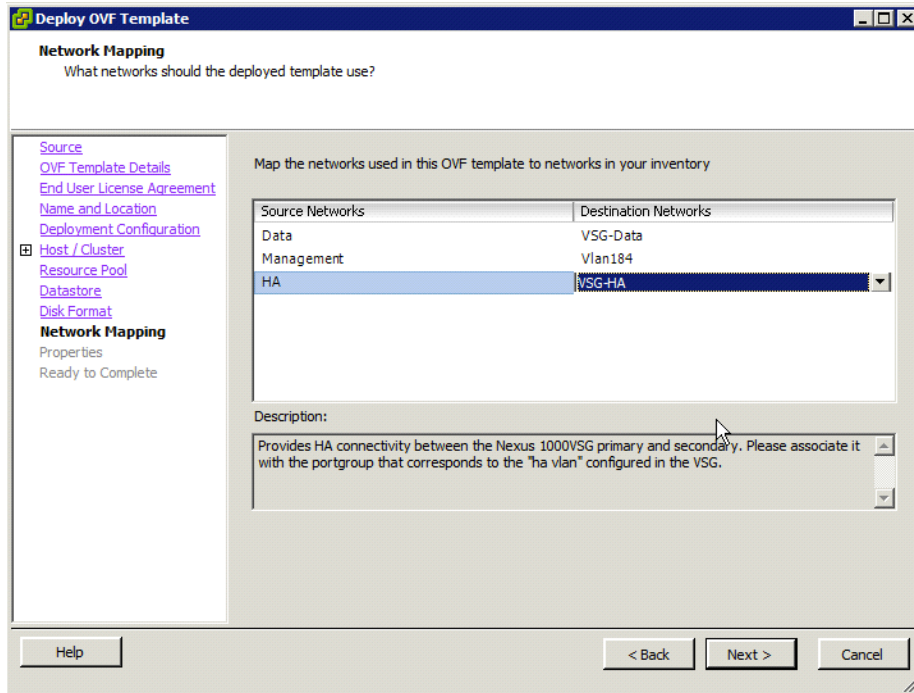 Deploy OVF Template
Network Mapping
What networks should the deployed template use?
Source
OVF Template Details
End User License Agreement
Name and Location
Deployment Configuration
Host / Cluster
Resource Pool
Datastore
Disk Format
Network Mapping
Properties
Ready to Complete
Map the networks used in this OVF template to networks in your inventory
Source Networks Destination Networks
Data VSG-Data
Management Vlan184
HA VSG-HA
Description:
Provides HA connectivity between the Nexus 1000VSG primary and secondary. Please associate it
with the portgroup that corresponds to the "ha vlan" configured in the VSG.
Help < Back Next > Cancel